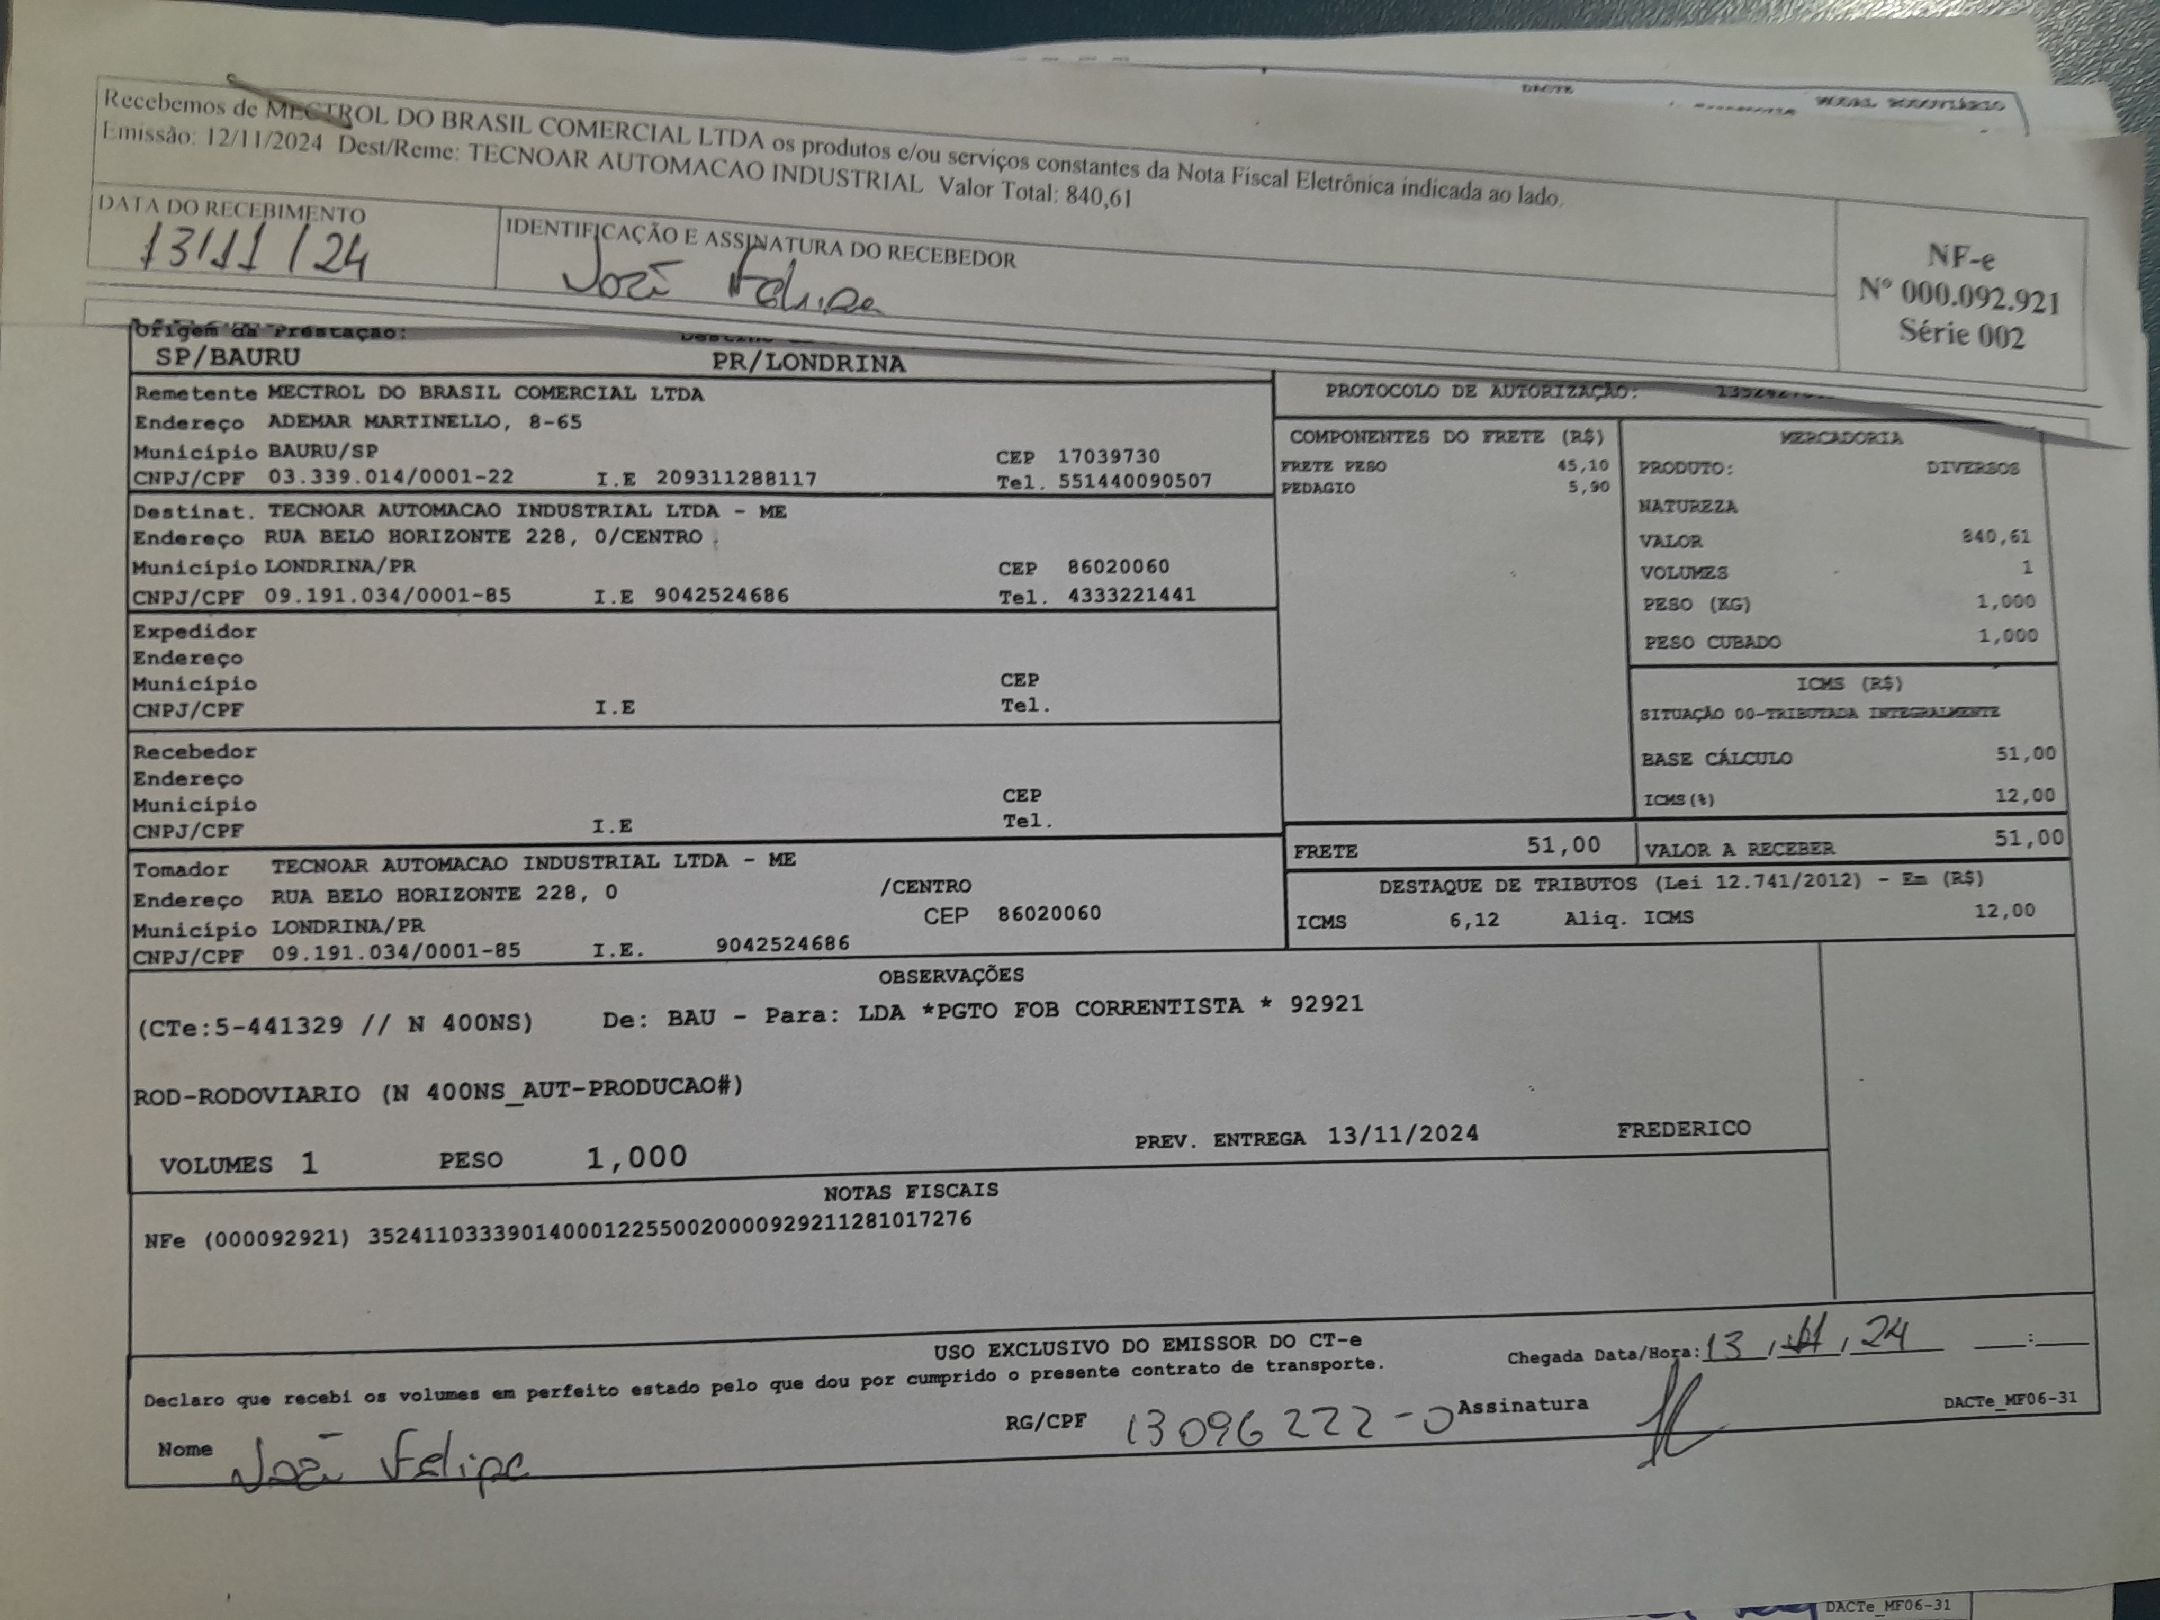 DACTE
Recebemos de MECTROL DO BRASIL COMERCIAL LTDA os produtos e/ou serviços constantes da Nota Fiscal Eletrônica indicada ao lado.
Emissão: 12/11/2024 Dest/Reme: TECNOAR AUTOMACAO INDUSTRIAL Valor Total: 840,61
DATA DO RECEBIMENTO
13/11/24
IDENTIFICAÇÃO E ASSINATURA DO RECEBEDOR
João Felipe
NF-e
Nº 000.092.921
Série 002
Origem da Prestação:
SP/BAURU PR/LONDRINA
Remetente MECTROL DO BRASIL COMERCIAL LTDA
Endereço ADEMAR MARTINELLO, 8-65
Município BAURU/SP CEP 17039730
CNPJ/CPF 03.339.014/0001-22 I.E 209311288117 Tel. 551440090507
Destinat. TECNOAR AUTOMACAO INDUSTRIAL LTDA - ME
Endereço RUA BELO HORIZONTE 228, 0/CENTRO
Município LONDRINA/PR CEP 86020060
CNPJ/CPF 09.191.034/0001-85 I.E 9042524686 Tel. 4333221441
Expedidor
Endereço
Município CEP
CNPJ/CPF I.E Tel.
Recebedor
Endereço
Município CEP
CNPJ/CPF I.E Tel.
Tomador TECNOAR AUTOMACAO INDUSTRIAL LTDA - ME
Endereço RUA BELO HORIZONTE 228, 0 /CENTRO
Município LONDRINA/PR CEP 86020060
CNPJ/CPF 09.191.034/0001-85 I.E. 9042524686
PROTOCOLO DE AUTORIZAÇÃO:
COMPONENTES DO FRETE (R$)
FRETE PESO 45,10
PEDAGIO 5,90
MERCADORIA
PRODUTO: DIVERSOS
NATUREZA
VALOR 840,61
VOLUMES 1
PESO (KG) 1,000
PESO CUBADO 1,000
ICMS (R$)
SITUAÇÃO 00-TRIBUTADA INTEGRALMENTE
BASE CÁLCULO 51,00
ICMS(%) 12,00
FRETE 51,00 VALOR A RECEBER 51,00
DESTAQUE DE TRIBUTOS (Lei 12.741/2012) - Em (R$)
ICMS 6,12 Aliq. ICMS 12,00
OBSERVAÇÕES
(CTe:5-441329 // N 400NS) De: BAU - Para: LDA *PGTO FOB CORRENTISTA * 92921
ROD-RODOVIARIO (N 400NS_AUT-PRODUCAO#)
VOLUMES 1 PESO 1,000 PREV. ENTREGA 13/11/2024 FREDERICO
NOTAS FISCAIS
NFe (000092921) 35241103339014000122550020000929211281017276
USO EXCLUSIVO DO EMISSOR DO CT-e
Declaro que recebi os volumes em perfeito estado pelo que dou por cumprido o presente contrato de transporte.
Chegada Data/Hora: 13, 11, 24 :
Nome João Felipe RG/CPF 13096222-0 Assinatura
DACTe_MF06-31
DACTe_MF06-31